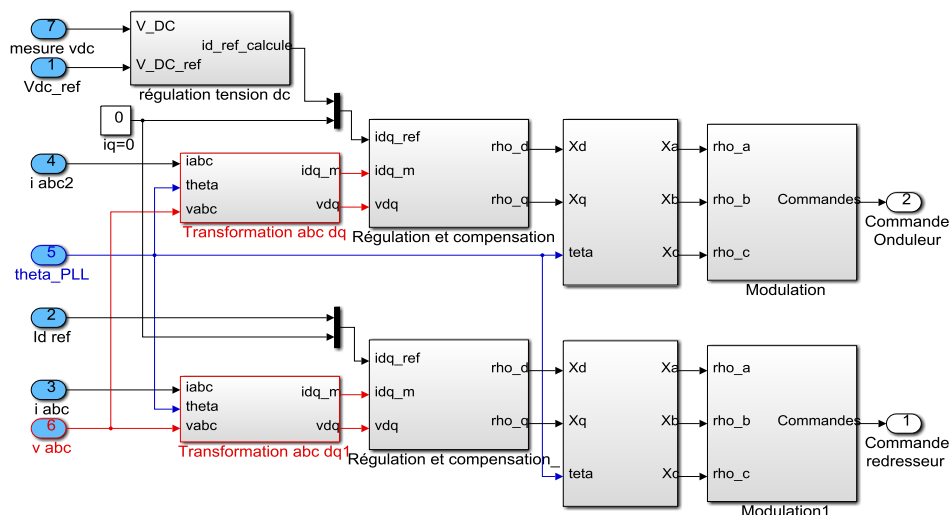 7
mesure vdc
1
Vdc_ref
V_DC
V_DC_ref
id_ref_calcule
régulation tension dc
0
iq=0
4
i abc2
iabc
theta
vabc
idq_m
vdq
Transformation abc dq
idq_ref
idq_m
vdq
rho_d
rho_q
Régulation et compensation
Xd
Xq
teta
Xa
Xb
Xc
rho_a
rho_b
rho_c
Commandes
Modulation
2
Commande
Onduleur
5
theta_PLL
2
Id ref
3
i abc
6
v abc
iabc
theta
vabc
idq_m
vdq
Transformation abc dq1
idq_ref
idq_m
vdq
rho_d
rho_q
Régulation et compensation_
Xd
Xq
teta
Xa
Xb
Xc
rho_a
rho_b
rho_c
Commandes
Modulation1
1
Commande
redresseur